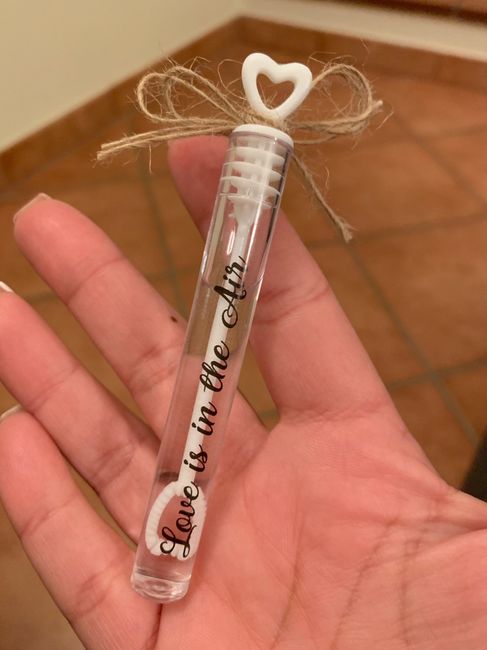 Love is in the Air